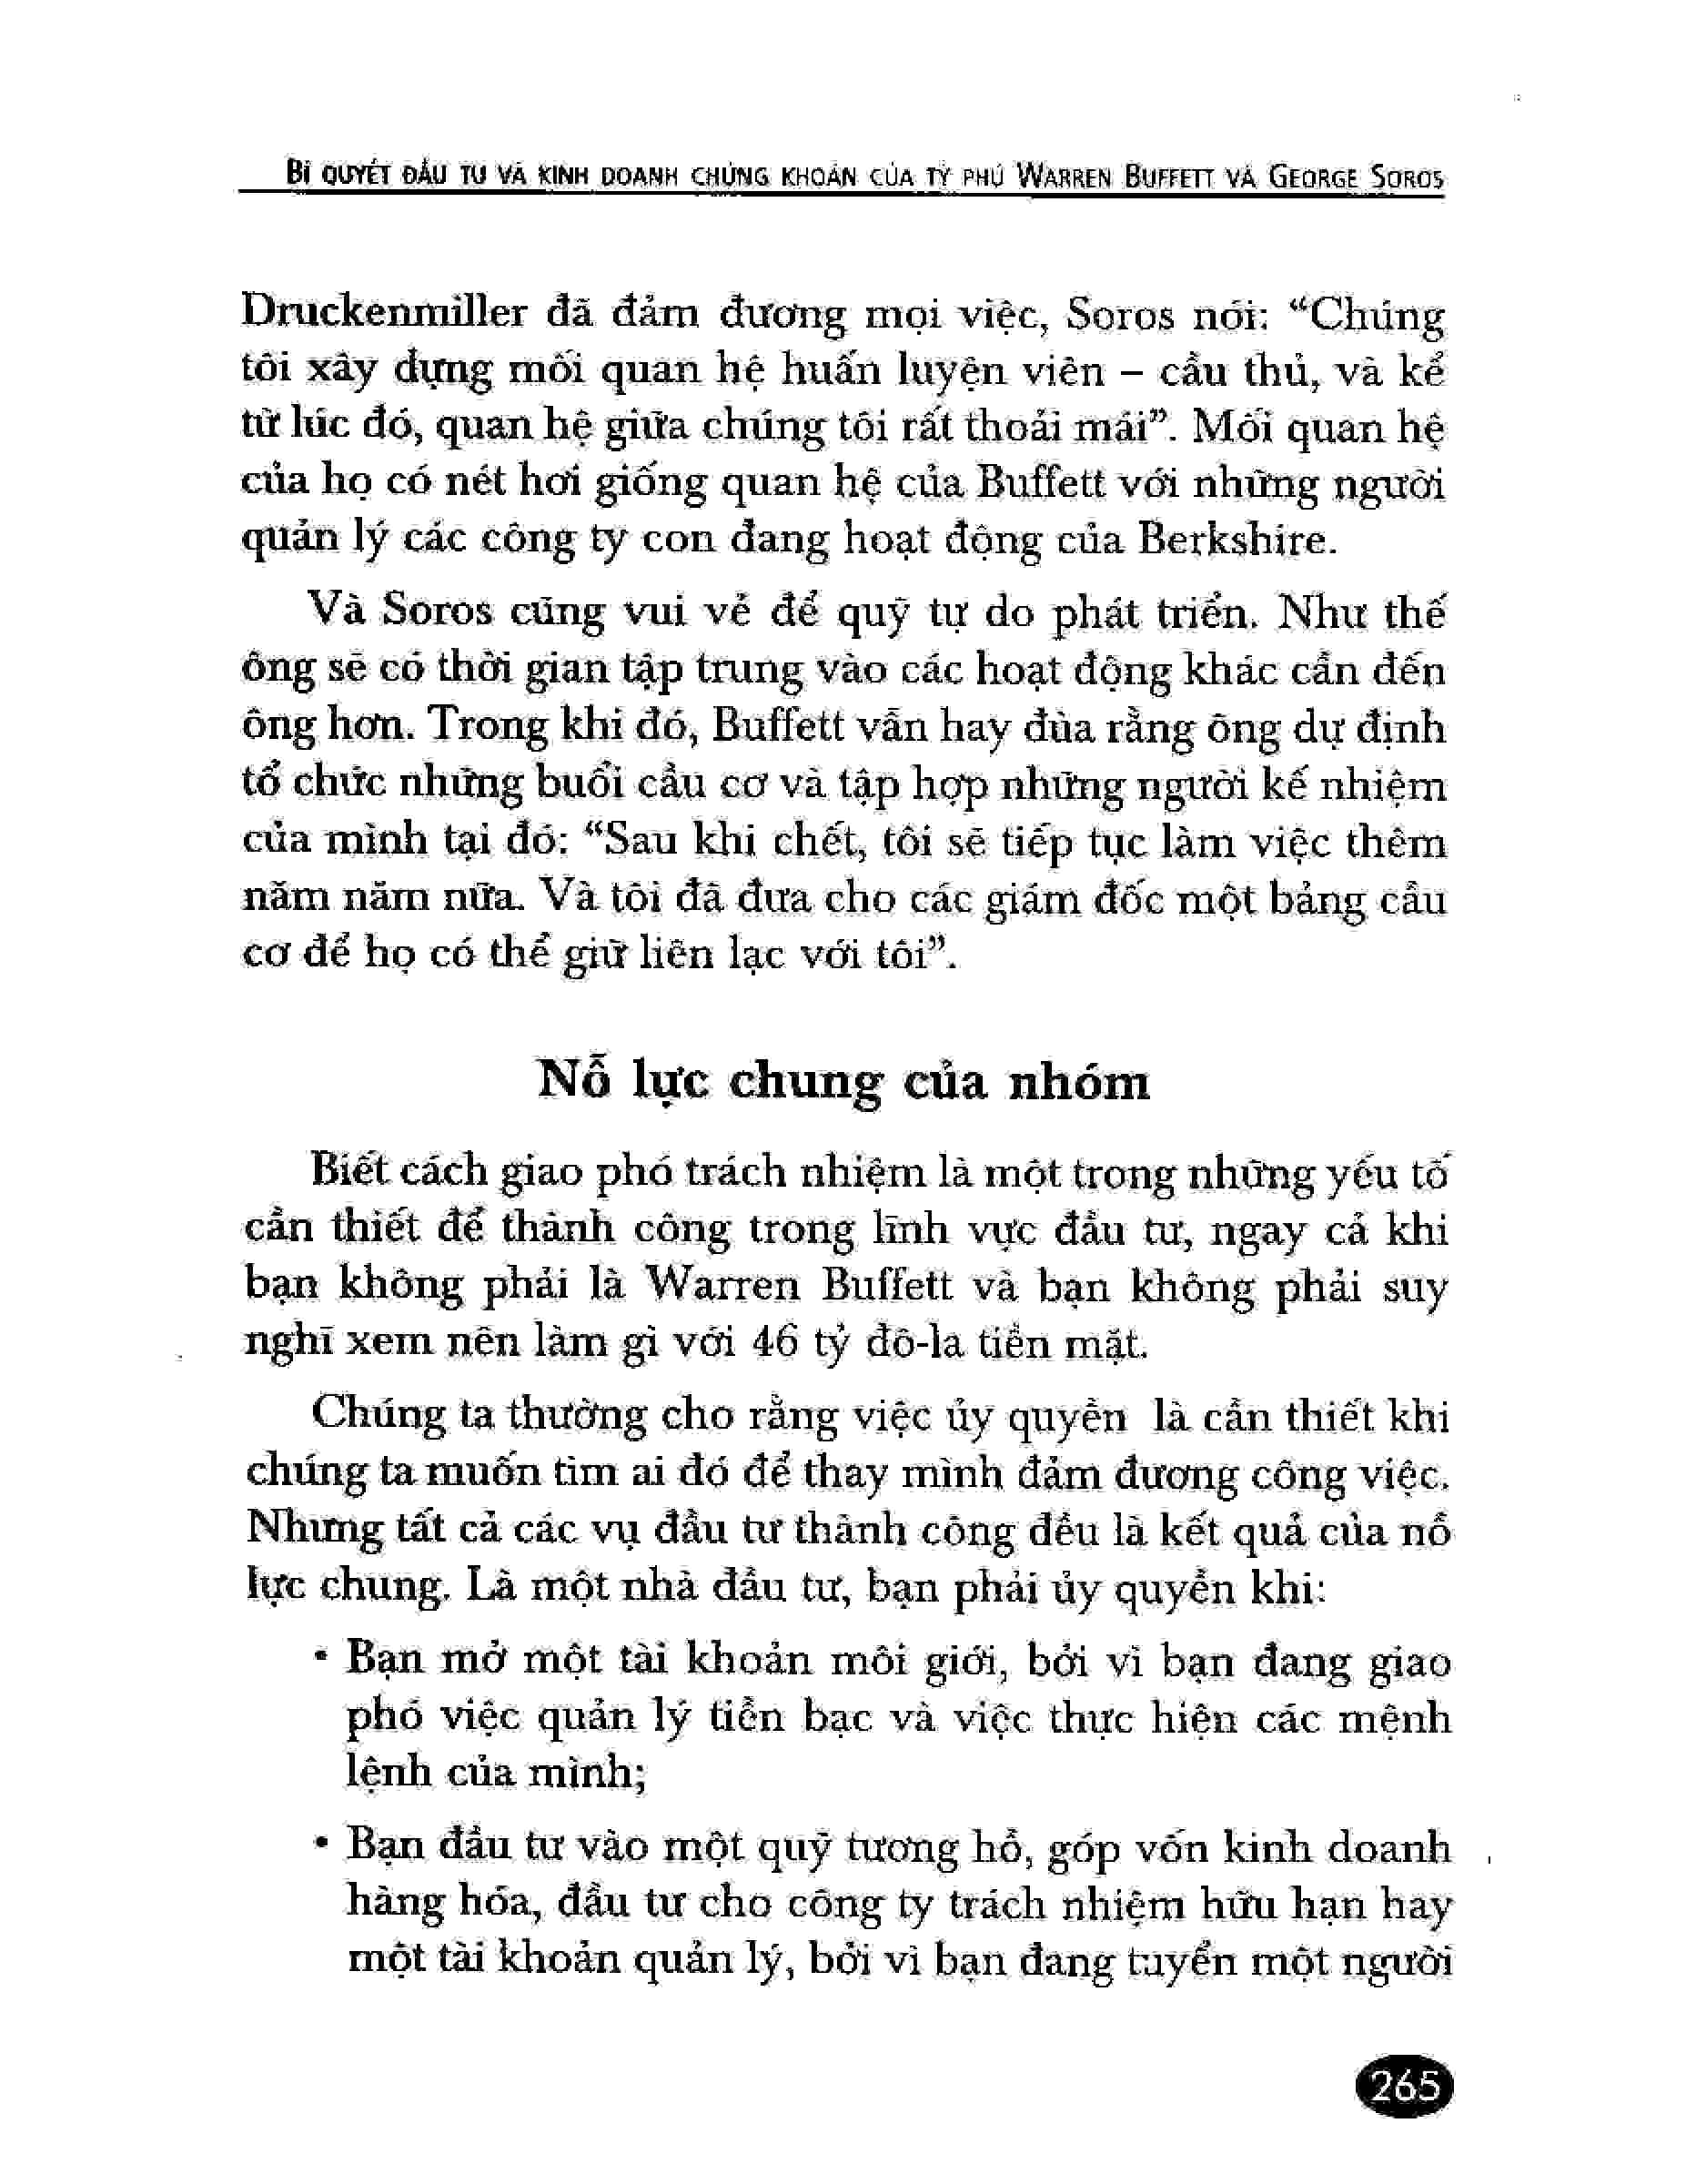 BÍ QUYẾT ĐẦU TƯ VÀ KINH DOANH CHỨNG KHOÁN CỦA TỶ PHÚ WARREN BUFFETT VÀ GEORGE SOROS
Druckenmiller đã đảm đương mọi việc, Soros nói: “Chúng
tôi xây dựng mối quan hệ huấn luyện viên – cầu thủ, và kể
từ lúc đó, quan hệ giữa chúng tôi rất thoải mái”. Mối quan hệ
của họ có nét hơi giống quan hệ của Buffett với những người
quản lý các công ty con đang hoạt động của Berkshire.
Và Soros cũng vui vẻ để quỹ tự do phát triển. Như thế
ông sẽ có thời gian tập trung vào các hoạt động khác cần đến
ông hơn. Trong khi đó, Buffett vẫn hay đùa rằng ông dự định
tổ chức những buổi cầu cơ và tập hợp những người kế nhiệm
của mình tại đó: “Sau khi chết, tôi sẽ tiếp tục làm việc thêm
năm năm nữa. Và tôi đã đưa cho các giám đốc một bảng cầu
cơ để họ có thể giữ liên lạc với tôi”.
Nỗ lực chung của nhóm
Biết cách giao phó trách nhiệm là một trong những yếu tố
cần thiết để thành công trong lĩnh vực đầu tư, ngay cả khi
bạn không phải là Warren Buffett và bạn không phải suy
nghĩ xem nên làm gì với 46 tỷ đô-la tiền mặt.
Chúng ta thường cho rằng việc ủy quyền là cần thiết khi
chúng ta muốn tìm ai đó để thay mình đảm đương công việc.
Nhưng tất cả các vụ đầu tư thành công đều là kết quả của nỗ
lực chung. Là một nhà đầu tư, bạn phải ủy quyền khi:
• Bạn mở một tài khoản môi giới, bởi vì bạn đang giao
phó việc quản lý tiền bạc và việc thực hiện các mệnh
lệnh của mình;
• Bạn đầu tư vào một quỹ tương hỗ, góp vốn kinh doanh
hàng hóa, đầu tư cho công ty trách nhiệm hữu hạn hay
một tài khoản quản lý, bởi vì bạn đang tuyển một người
265